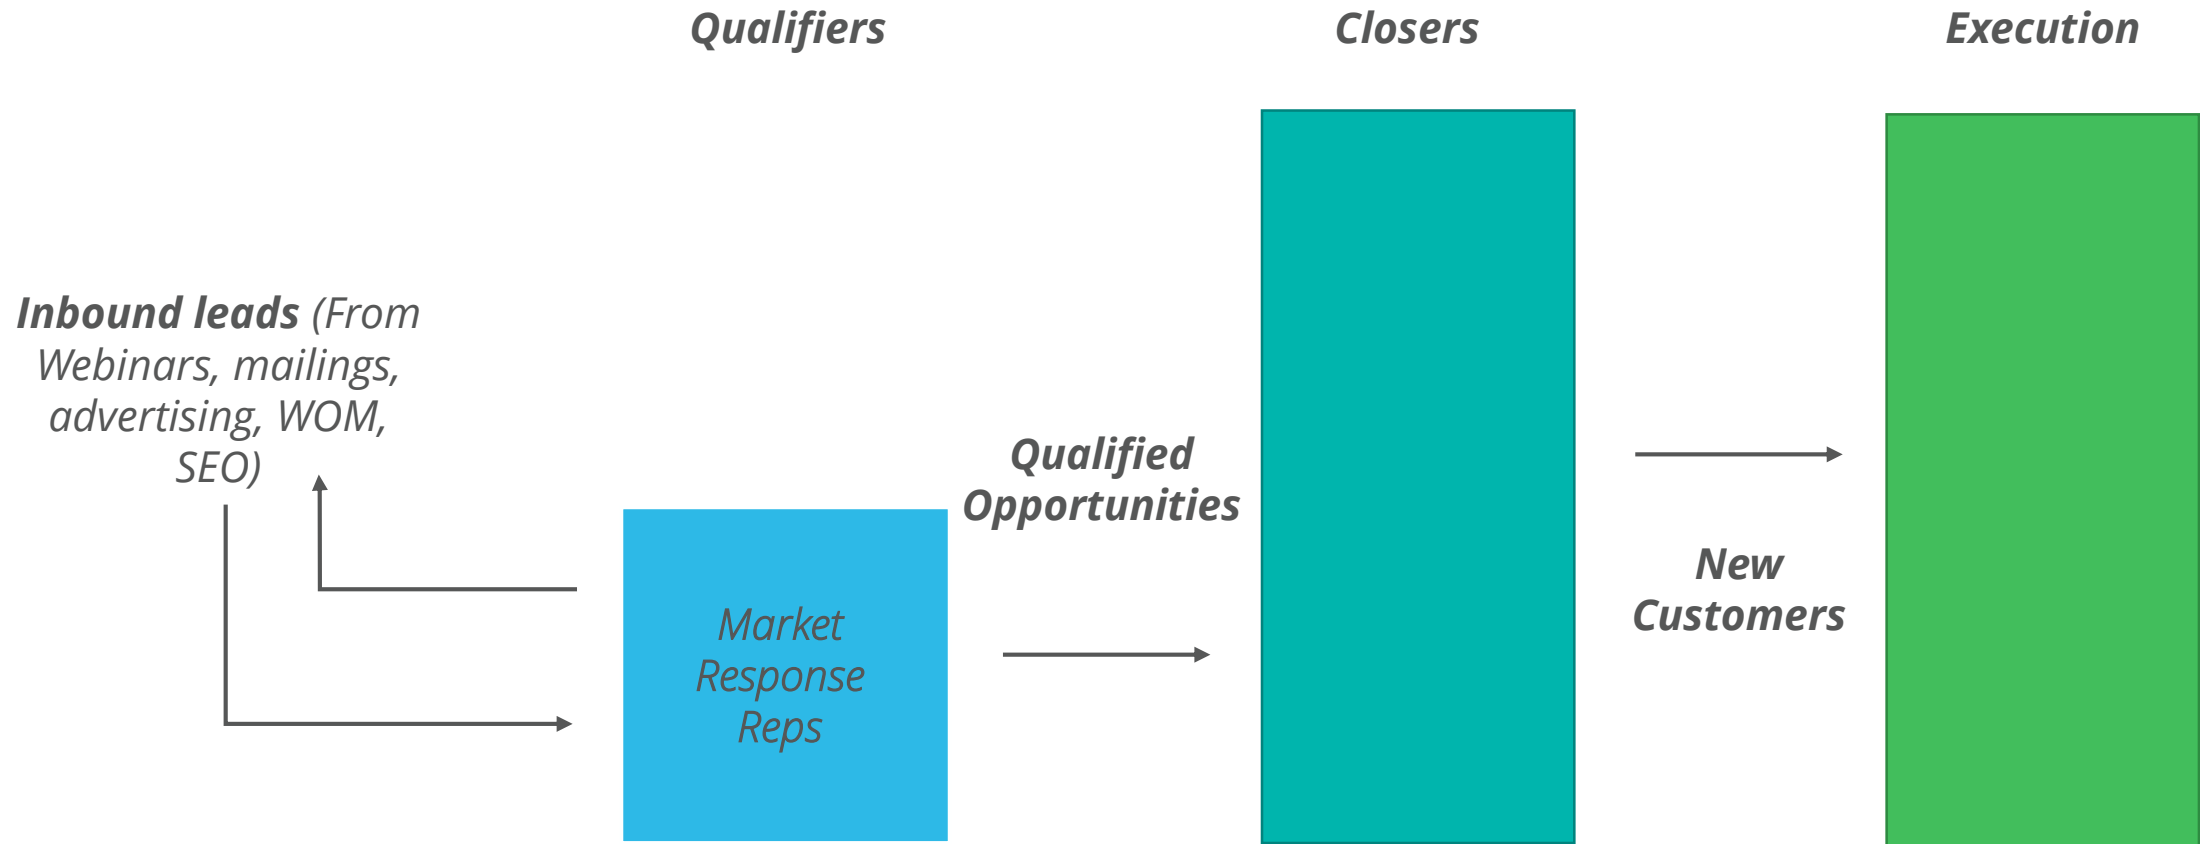 Qualifiers
Closers
Execution
Inbound leads (From
Webinars, mailings,
advertising, WOM,
SEO)
Market
Response
Reps
Qualified
Opportunities
New
Customers